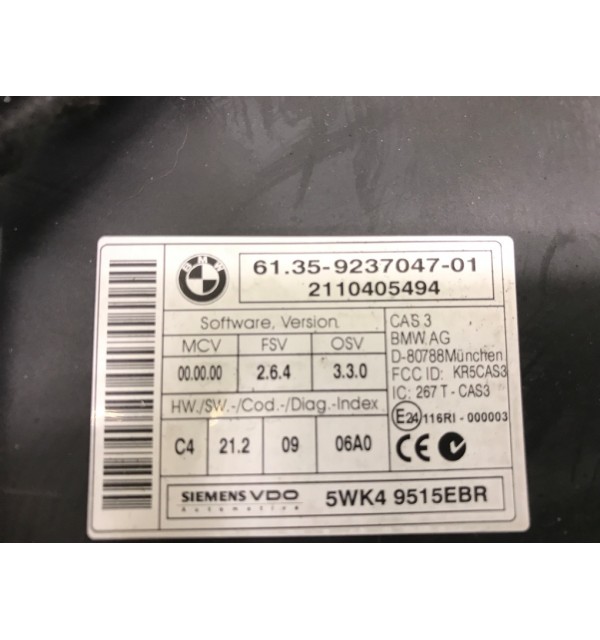 BMW
61.35-9237047-01
2110405494
Software, Version
MCV FSV OSV
00.00.00 2.6.4 3.3.0
HW./SW.-/Cod.-/Diag.-Index
C4 21.2 09 06A0
CAS 3
BMW AG
D-80788München
FCC ID: KR5CAS3
IC: 267 T - CAS3
E24 116RI - 000003
CE
SIEMENS VDO
Automotive
5WK4 9515EBR